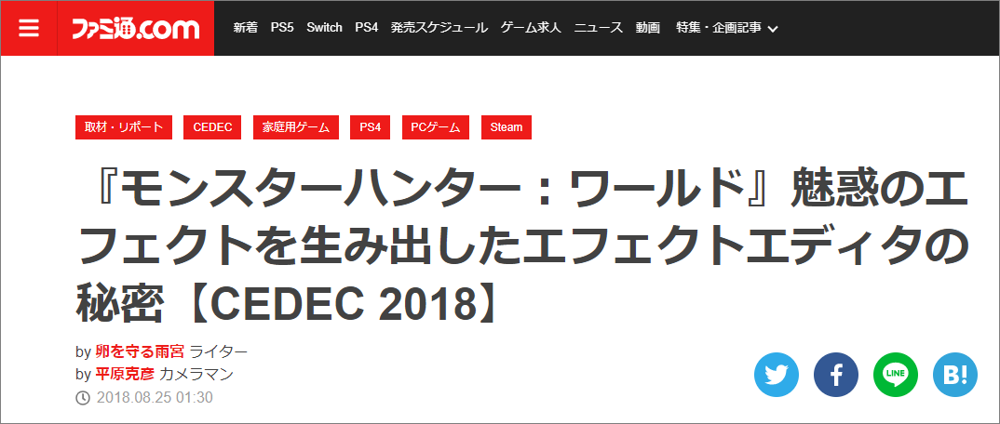 ファミ通.com 新着 PS5 Switch PS4 発売スケジュール ゲーム求人 ニュース 動画 特集・企画記事
取材・リポート CEDEC 家庭用ゲーム PS4 PCゲーム Steam
『モンスターハンター：ワールド』魅惑のエ
フェクトを生み出したエフェクトエディタの
秘密【CEDEC 2018】
by 卵を守る雨宮 ライター
by 平原克彦 カメラマン
2018.08.25 01:30
LINE B!